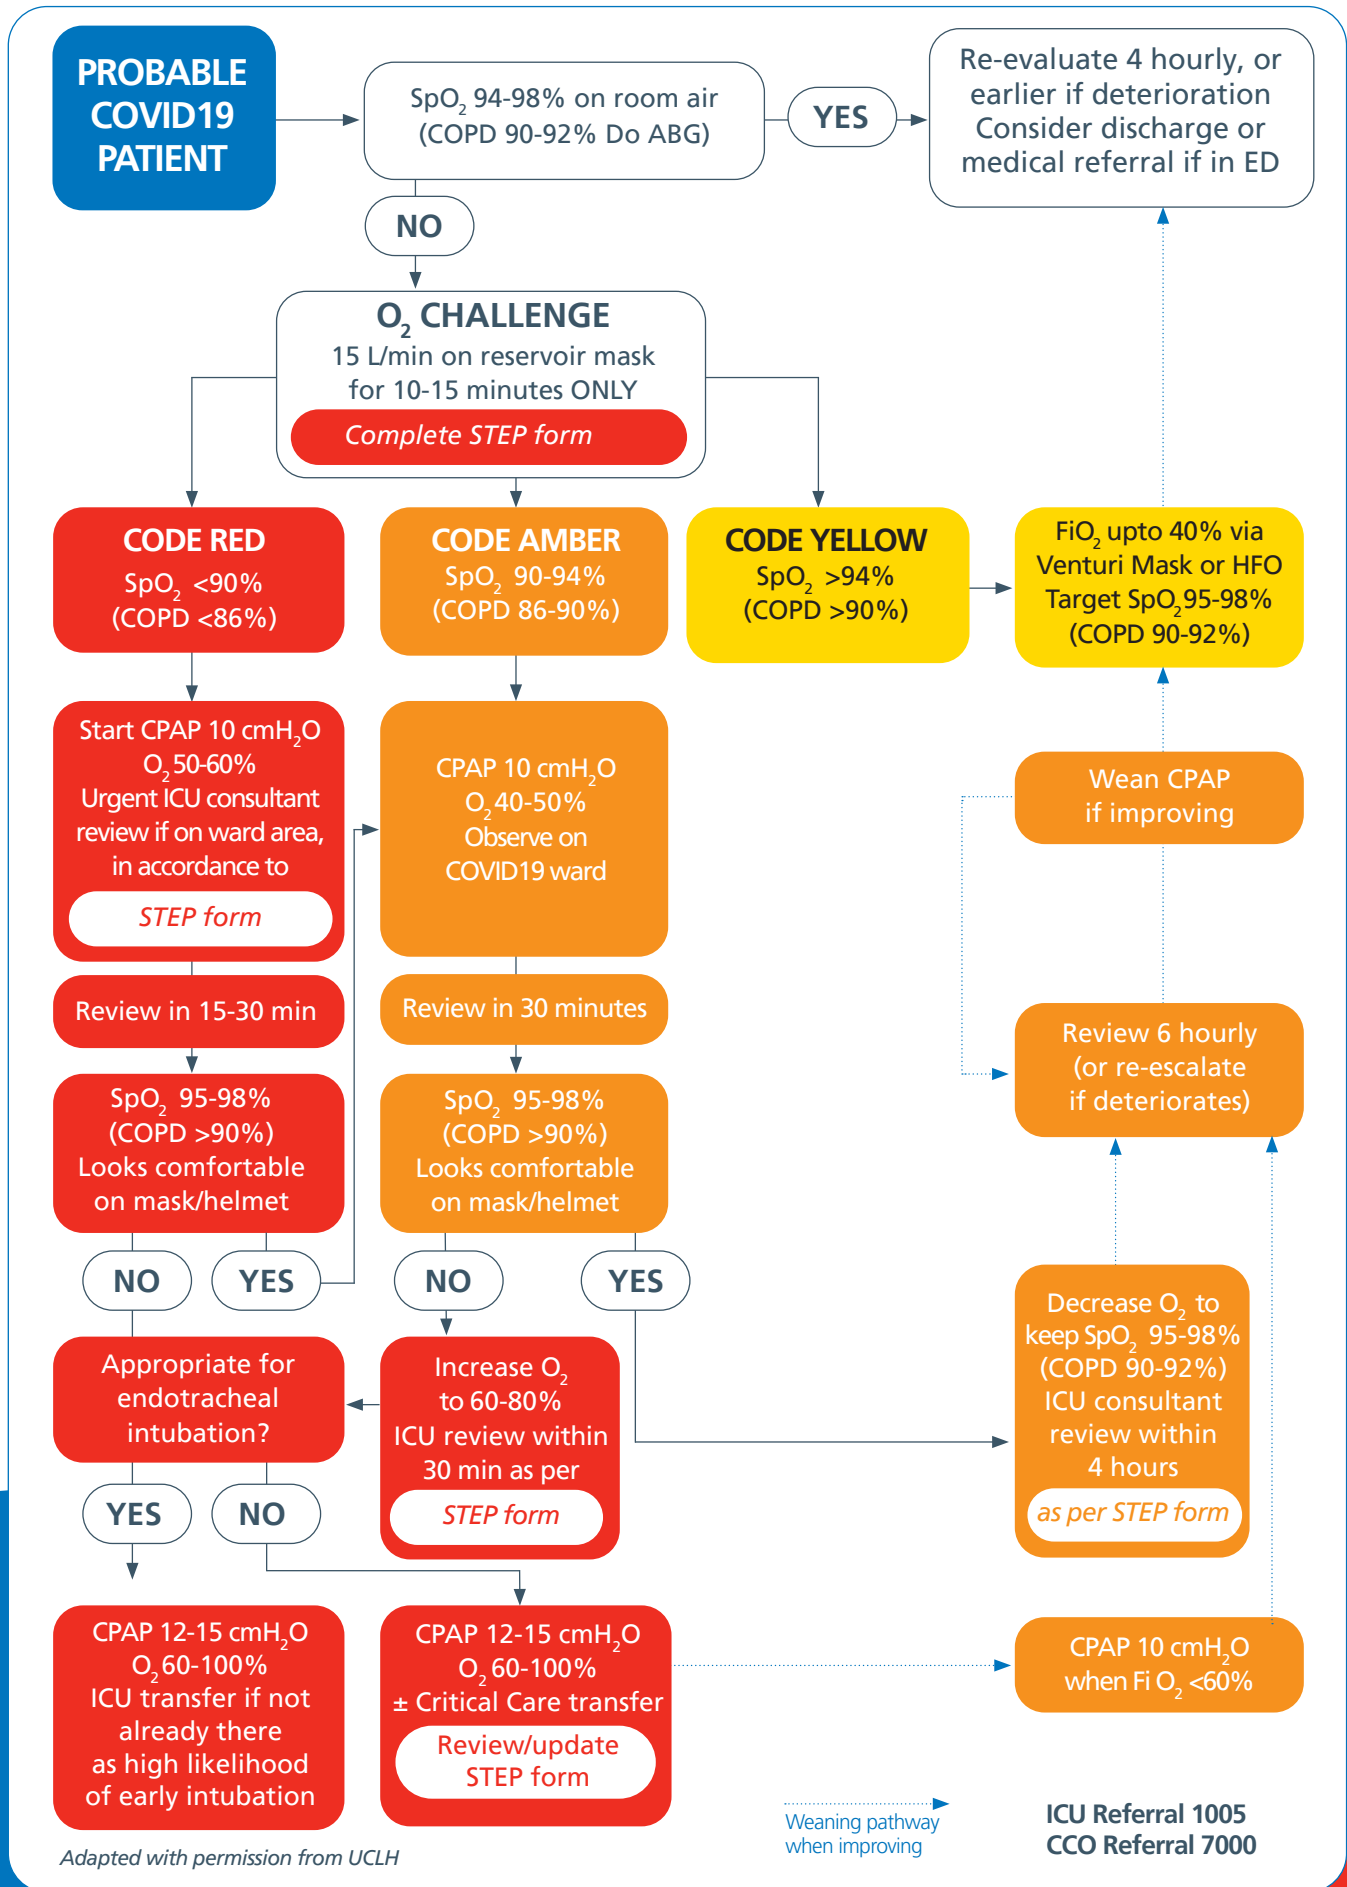 PROBABLE
COVID19
PATIENT
SpO2 94-98% on room air
(COPD 90-92% Do ABG)
YES
Re-evaluate 4 hourly, or
earlier if deterioration
Consider discharge or
medical referral if in ED
NO
O2 CHALLENGE
15 L/min on reservoir mask
for 10-15 minutes ONLY
Complete STEP form
CODE RED
SpO2 <90%
(COPD <86%)
CODE AMBER
SpO2 90-94%
(COPD 86-90%)
CODE YELLOW
SpO2 >94%
(COPD >90%)
FiO2 upto 40% via
Venturi Mask or HFO
Target SpO2 95-98%
(COPD 90-92%)
Start CPAP 10 cmH2O
O2 50-60%
Urgent ICU consultant
review if on ward area,
in accordance to
STEP form
CPAP 10 cmH2O
O2 40-50%
Observe on
COVID19 ward
Wean CPAP
if improving
Review in 15-30 min
Review in 30 minutes
Review 6 hourly
(or re-escalate
if deteriorates)
SpO2 95-98%
(COPD >90%)
Looks comfortable
on mask/helmet
SpO2 95-98%
(COPD >90%)
Looks comfortable
on mask/helmet
NO
YES
NO
YES
Appropriate for
endotracheal
intubation?
Increase O2
to 60-80%
ICU review within
30 min as per
STEP form
Decrease O2 to
keep SpO2 95-98%
(COPD 90-92%)
ICU consultant
review within
4 hours
as per STEP form
YES
NO
CPAP 12-15 cmH2O
O2 60-100%
ICU transfer if not
already there
as high likelihood
of early intubation
CPAP 12-15 cmH2O
O2 60-100%
± Critical Care transfer
Review/update
STEP form
CPAP 10 cmH2O
when Fi O2 <60%
Weaning pathway
when improving
ICU Referral 1005
CCO Referral 7000
Adapted with permission from UCLH